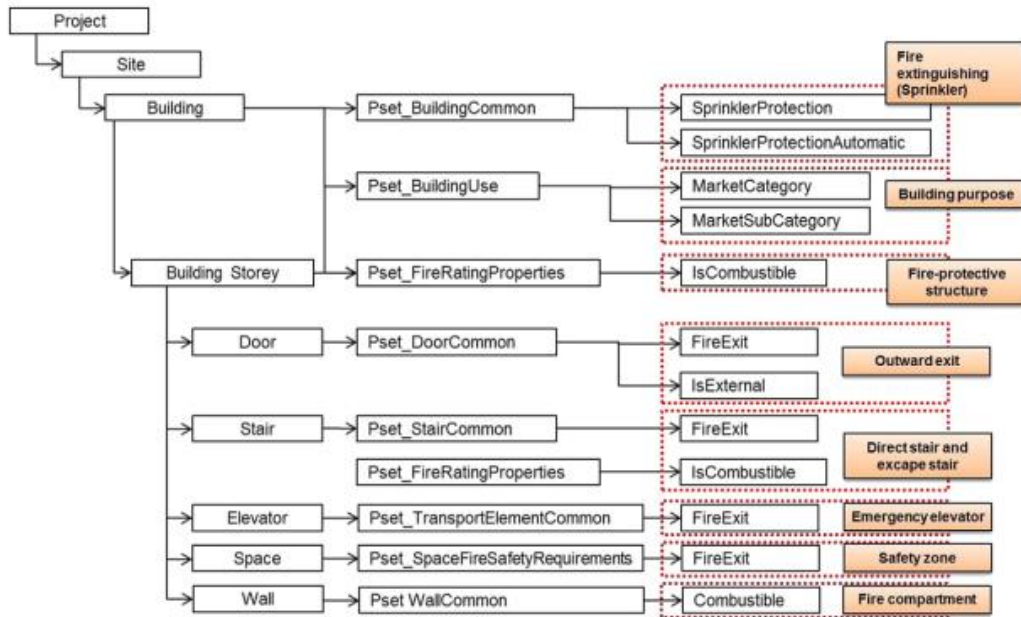 Project
Site
Fire
extinguishing
(Sprinkler)
Building
Pset_BuildingCommon
SprinklerProtection
SprinklerProtectionAutomatic
Pset_BuildingUse
MarketCategory
Building purpose
MarketSubCategory
Building Storey
Pset_FireRatingProperties
IsCombustible
Fire-protective
structure
Door
Pset_DoorCommon
FireExit
Outward exit
IsExternal
Stair
Pset_StairCommon
FireExit
Direct stair and
excape stair
Pset_FireRatingProperties
IsCombustible
Elevator
Pset_TransportElementCommon
FireExit
Emergency elevator
Space
Pset_SpaceFireSafetyRequirements
FireExit
Safety zone
Wall
Pset WallCommon
Combustible
Fire compartment